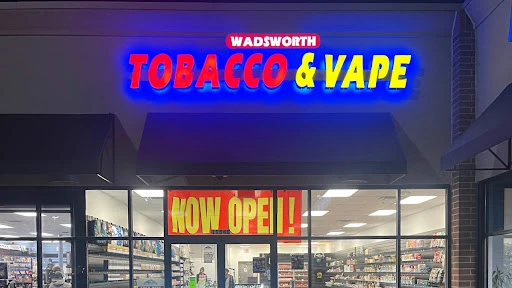 WADSWORTH
TOBACCO & VAPE
NOW OPEN!